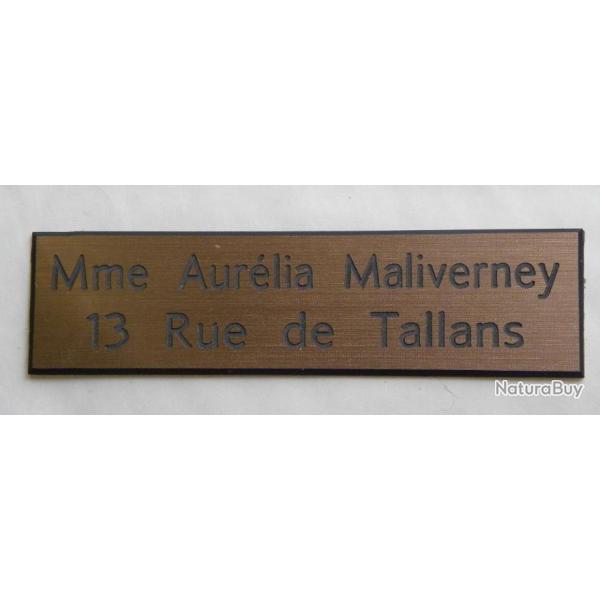 Mme Aurélia Maliverney
13 Rue de Tallans
NaturaBuy